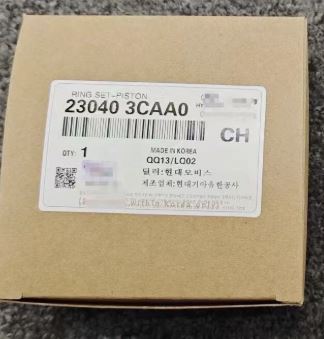 RING SET-PISTON
23040 3CAA0
CH
QTY: 1
MADE IN KOREA
QQ13/LQ02
딜러:현대모비스
제조업체:현대기아유한공사